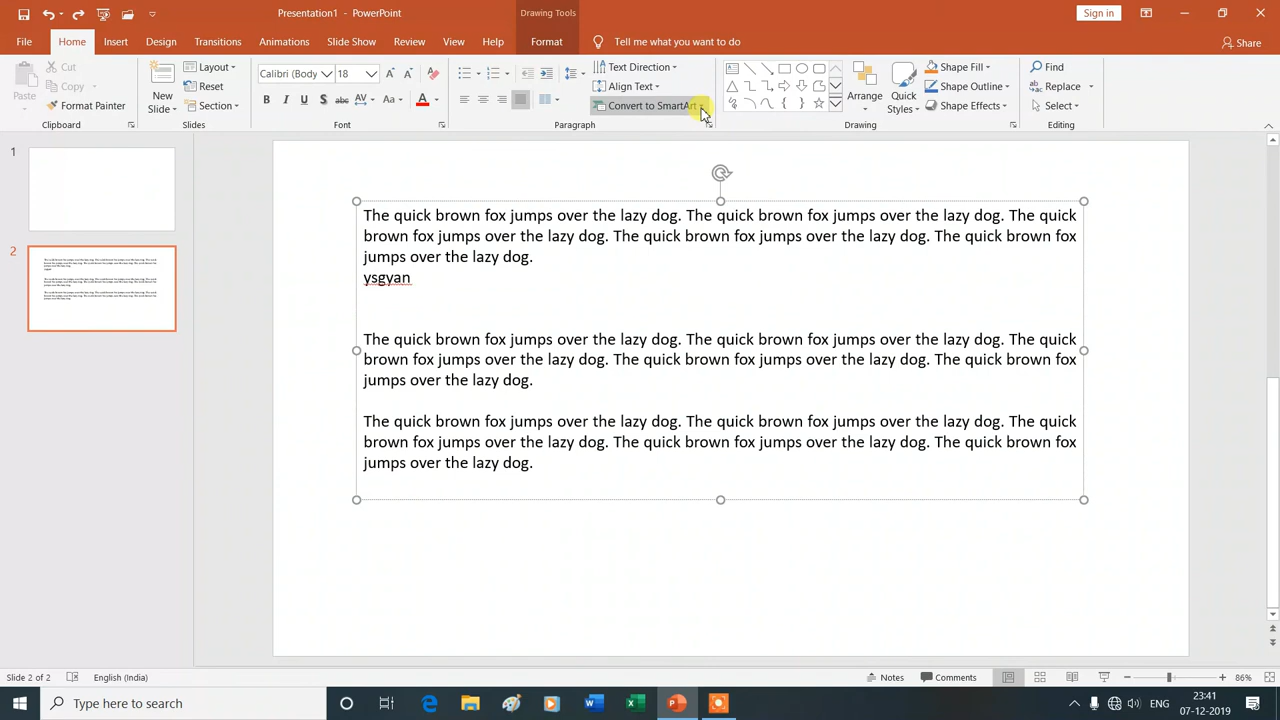 Presentation1 - PowerPoint
Drawing Tools
Sign in
File Home Insert Design Transitions Animations Slide Show Review View Help Format Tell me what you want to do Share
Paste
Cut
Copy
Format Painter
Clipboard
New Slide
Layout
Reset
Section
Slides
Calibri (Body 18
B I U S abc AV Aa A
Font
Text Direction
Align Text
Convert to SmartArt
Paragraph
Arrange
Quick Styles
Shape Fill
Shape Outline
Shape Effects
Drawing
Find
Replace
Select
Editing
1
2
The quick brown fox jumps over the lazy dog. The quick brown fox jumps over the lazy dog. The quick
brown fox jumps over the lazy dog. The quick brown fox jumps over the lazy dog. The quick brown fox
jumps over the lazy dog.
ysgyan
The quick brown fox jumps over the lazy dog. The quick brown fox jumps over the lazy dog. The quick
brown fox jumps over the lazy dog. The quick brown fox jumps over the lazy dog. The quick brown fox
jumps over the lazy dog.
The quick brown fox jumps over the lazy dog. The quick brown fox jumps over the lazy dog. The quick
brown fox jumps over the lazy dog. The quick brown fox jumps over the lazy dog. The quick brown fox
jumps over the lazy dog.
Slide 2 of 2 English (India) Notes Comments 86%
Type here to search
ENG
23:41
07-12-2019